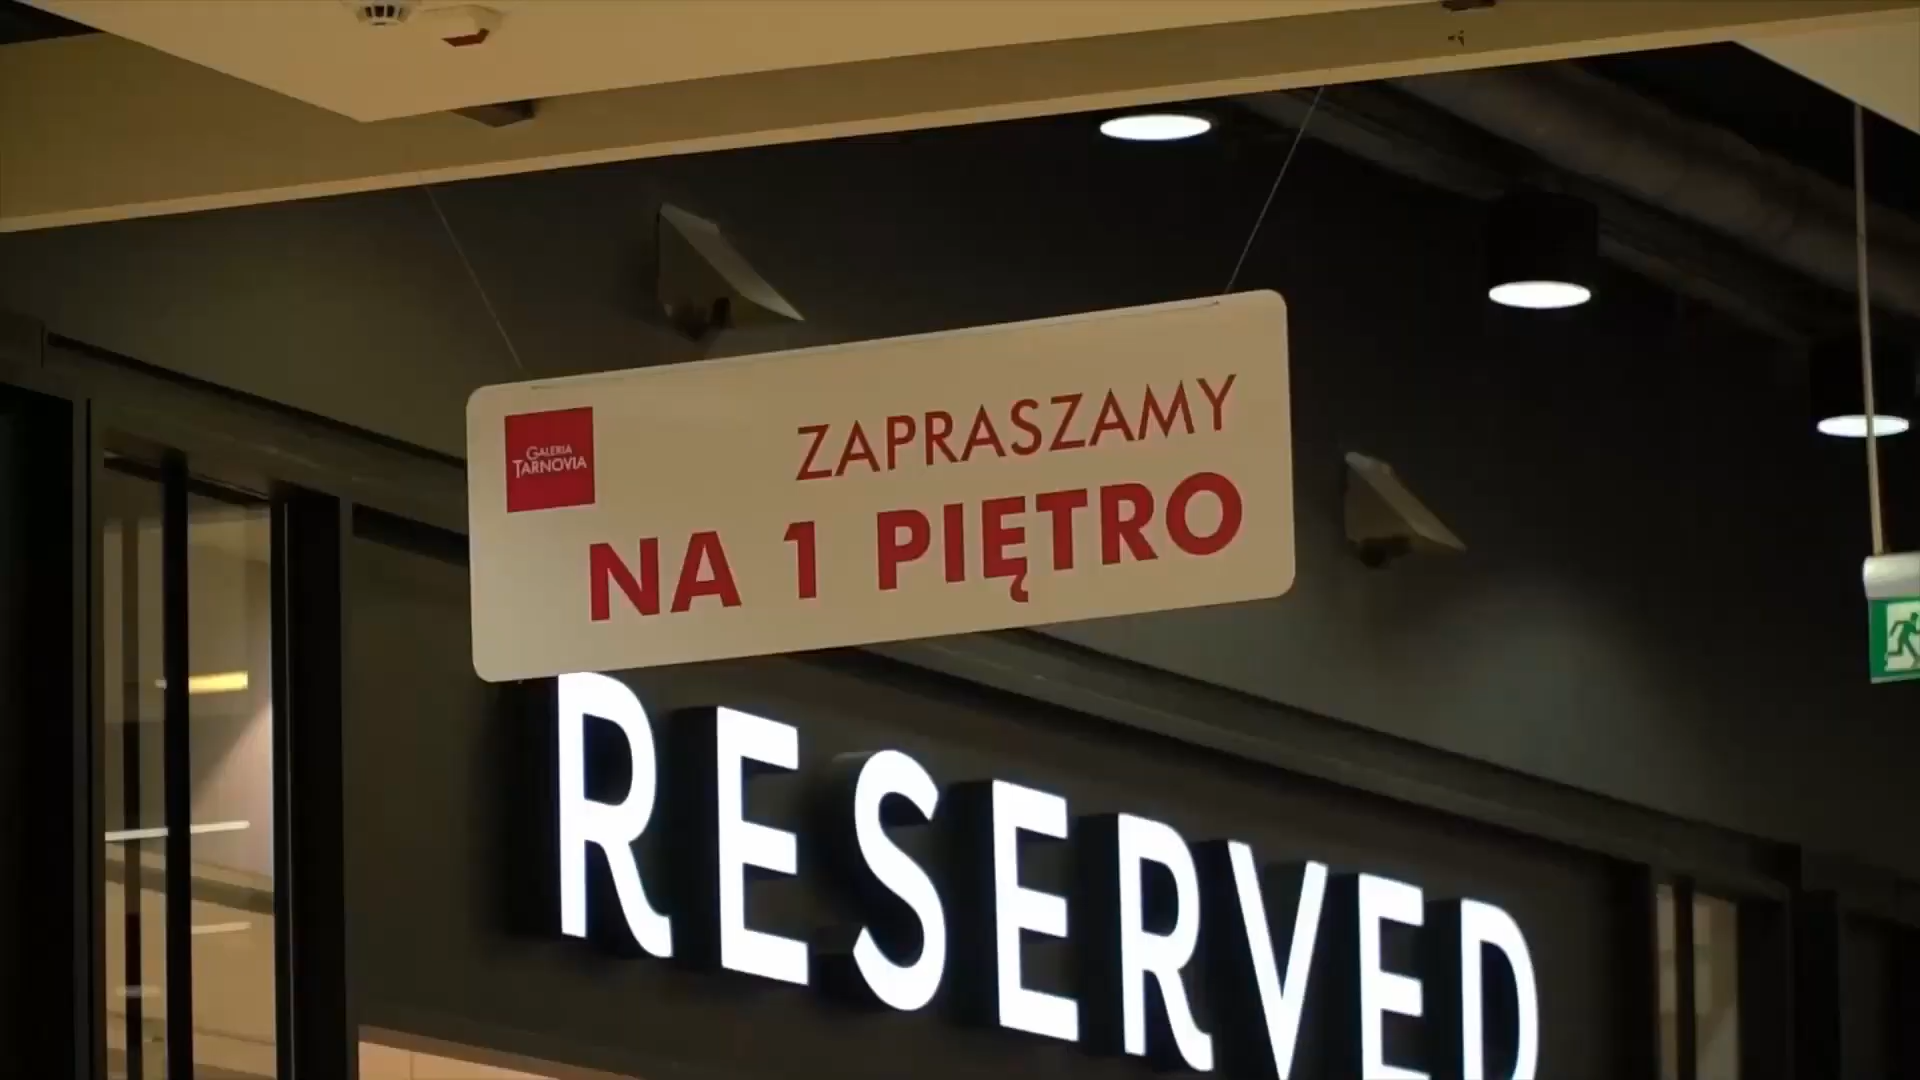 GALERIA
TARNOVIA
ZAPRASZAMY
NA 1 PIĘTRO
RESERVED